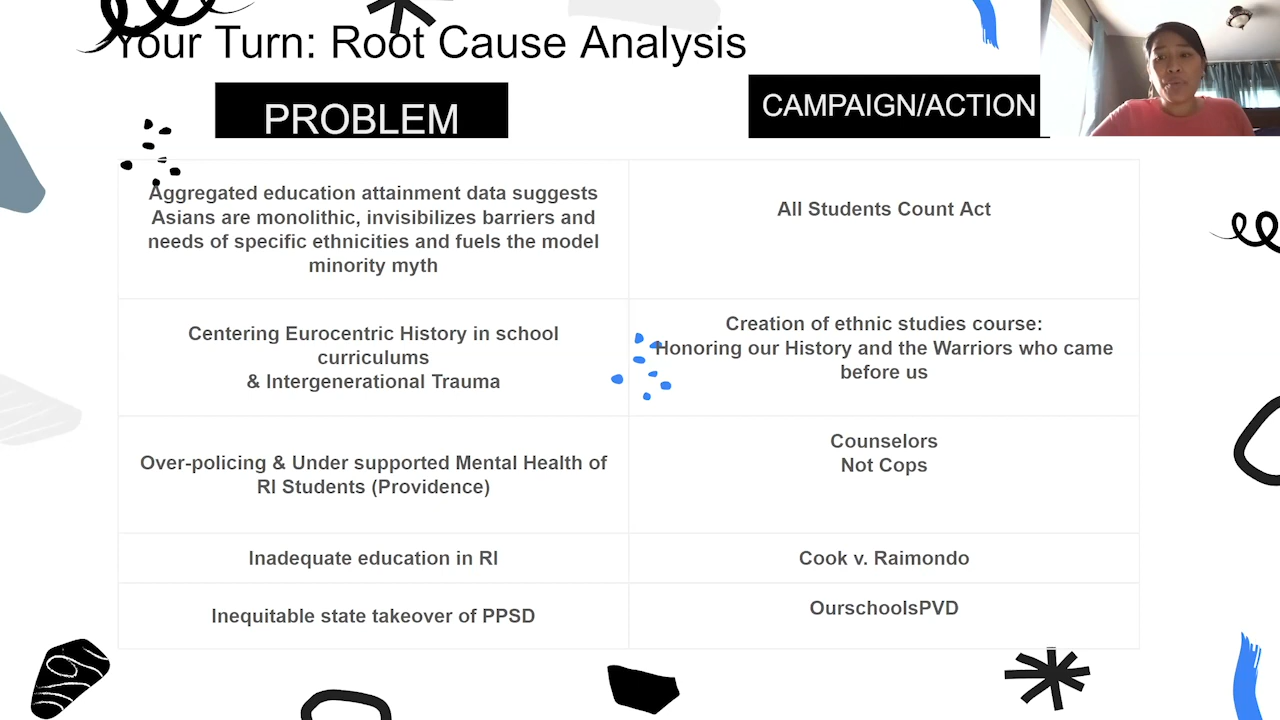 Your Turn: Root Cause Analysis
PROBLEM
CAMPAIGN/ACTION
Aggregated education attainment data suggests
Asians are monolithic, invisibilizes barriers and
needs of specific ethnicities and fuels the model
minority myth
All Students Count Act
Centering Eurocentric History in school
curriculums
& Intergenerational Trauma
Creation of ethnic studies course:
Honoring our History and the Warriors who came
before us
Over-policing & Under supported Mental Health of
RI Students (Providence)
Counselors
Not Cops
Inadequate education in RI
Cook v. Raimondo
Inequitable state takeover of PPSD
OurschoolsPVD